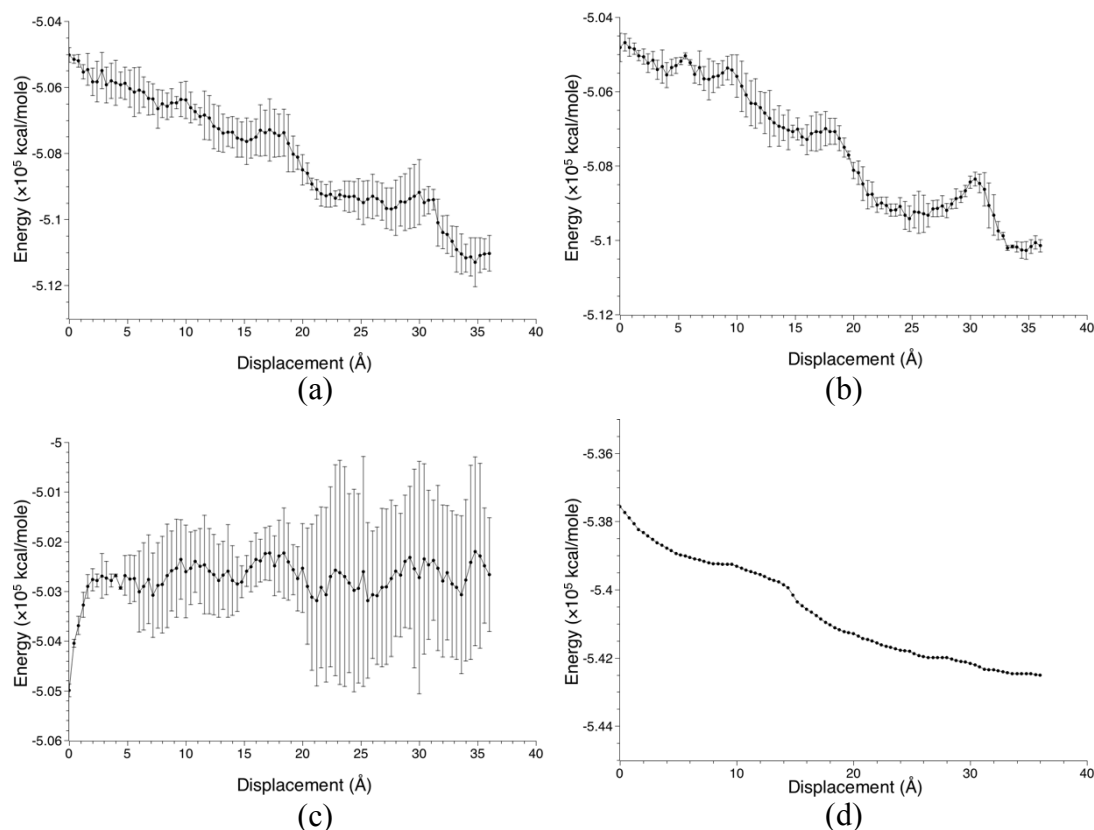 -5.04
-5.06
-5.08
-5.1
-5.12
Energy (×10⁵ kcal/mole)
0 5 10 15 20 25 30 35 40
Displacement (Å)
(a)
-5.04
-5.06
-5.08
-5.1
-5.12
Energy (×10⁵ kcal/mole)
0 5 10 15 20 25 30 35 40
Displacement (Å)
(b)
-5
-5.01
-5.02
-5.03
-5.04
-5.05
-5.06
Energy (×10⁵ kcal/mole)
0 5 10 15 20 25 30 35 40
Displacement (Å)
(c)
-5.36
-5.38
-5.4
-5.42
-5.44
Energy (×10⁵ kcal/mole)
0 10 20 30 40
Displacement (Å)
(d)